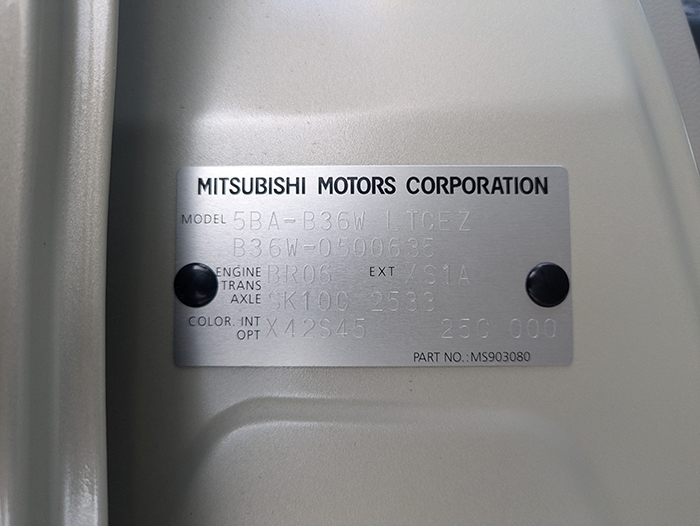 MITSUBISHI MOTORS CORPORATION
MODEL 5BA-B36W LTCEZ
B36W-0500635
ENGINE BR06 EXT XS1A
TRANS
AXLE SK100 2533
COLOR. INT X42S45 250 000
OPT
PART NO.:MS903080